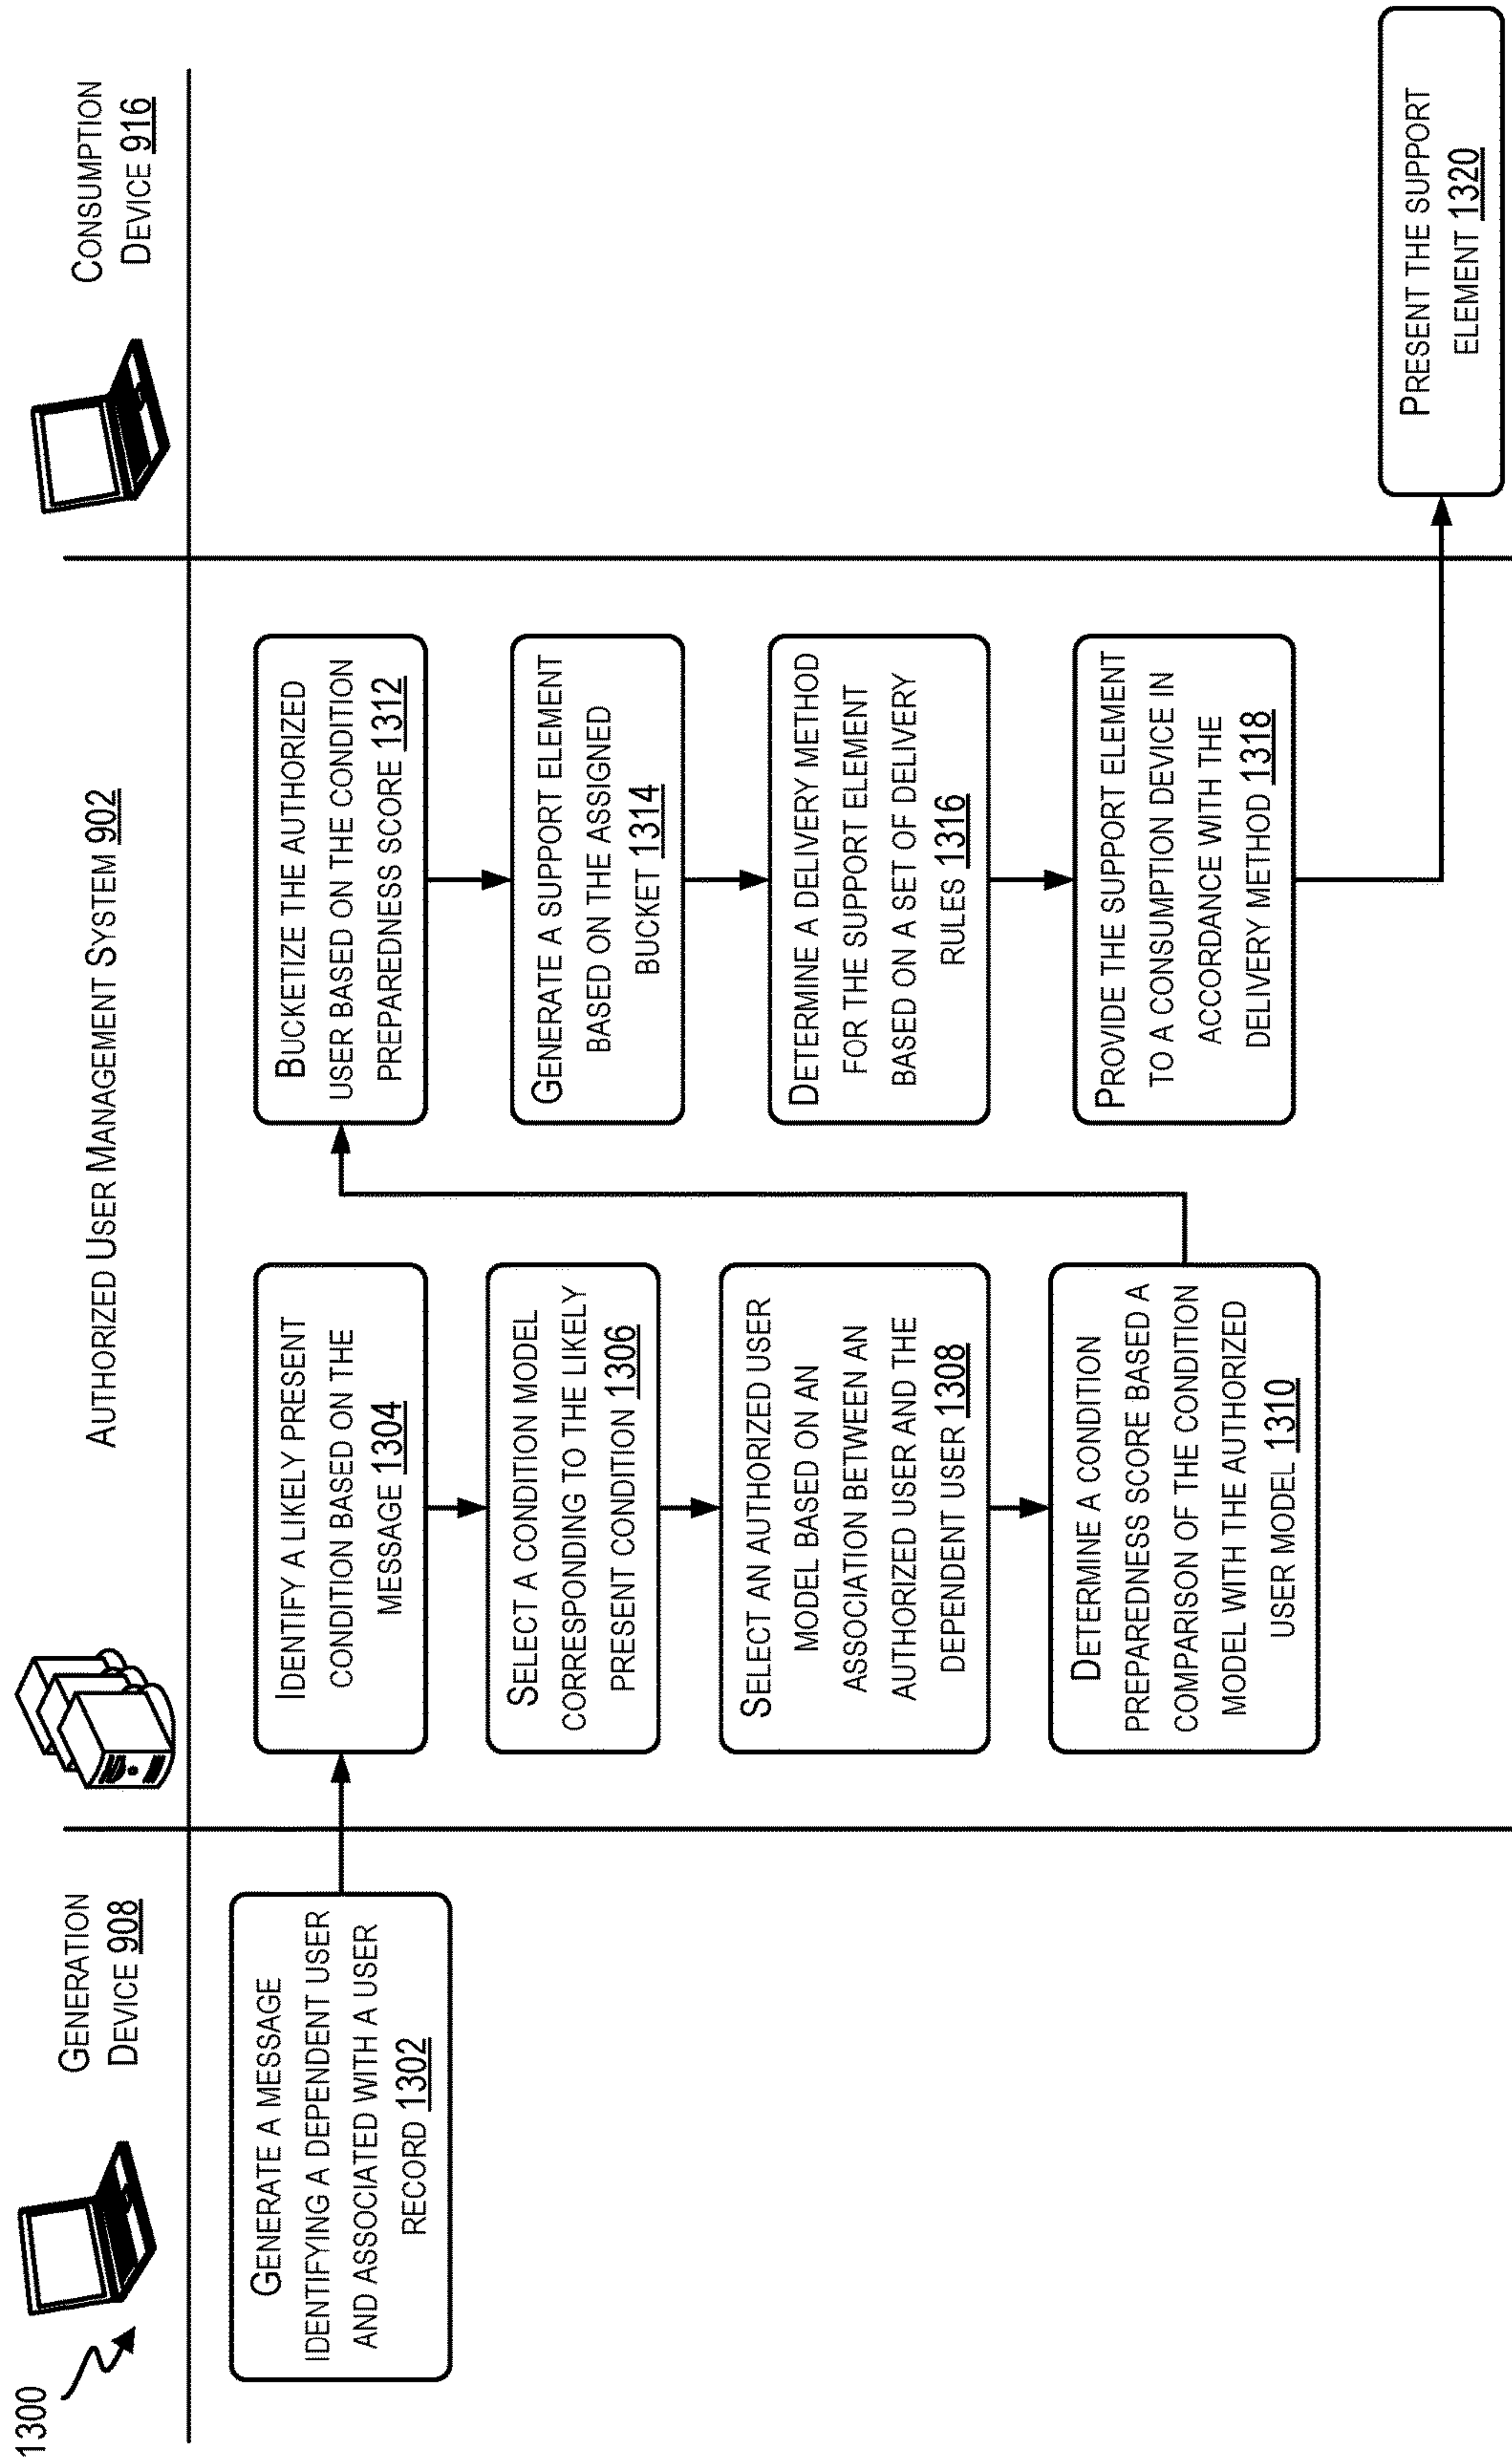 1300
GENERATION
DEVICE 908
AUTHORIZED USER MANAGEMENT SYSTEM 902
CONSUMPTION
DEVICE 916
GENERATE A MESSAGE
IDENTIFYING A DEPENDENT USER
AND ASSOCIATED WITH A USER
RECORD 1302
IDENTIFY A LIKELY PRESENT
CONDITION BASED ON THE
MESSAGE 1304
SELECT A CONDITION MODEL
CORRESPONDING TO THE LIKELY
PRESENT CONDITION 1306
SELECT AN AUTHORIZED USER
MODEL BASED ON AN
ASSOCIATION BETWEEN AN
AUTHORIZED USER AND THE
DEPENDENT USER 1308
DETERMINE A CONDITION
PREPAREDNESS SCORE BASED A
COMPARISON OF THE CONDITION
MODEL WITH THE AUTHORIZED
USER MODEL 1310
BUCKETIZE THE AUTHORIZED
USER BASED ON THE CONDITION
PREPAREDNESS SCORE 1312
GENERATE A SUPPORT ELEMENT
BASED ON THE ASSIGNED
BUCKET 1314
DETERMINE A DELIVERY METHOD
FOR THE SUPPORT ELEMENT
BASED ON A SET OF DELIVERY
RULES 1316
PROVIDE THE SUPPORT ELEMENT
TO A CONSUMPTION DEVICE IN
ACCORDANCE WITH THE
DELIVERY METHOD 1318
PRESENT THE SUPPORT
ELEMENT 1320